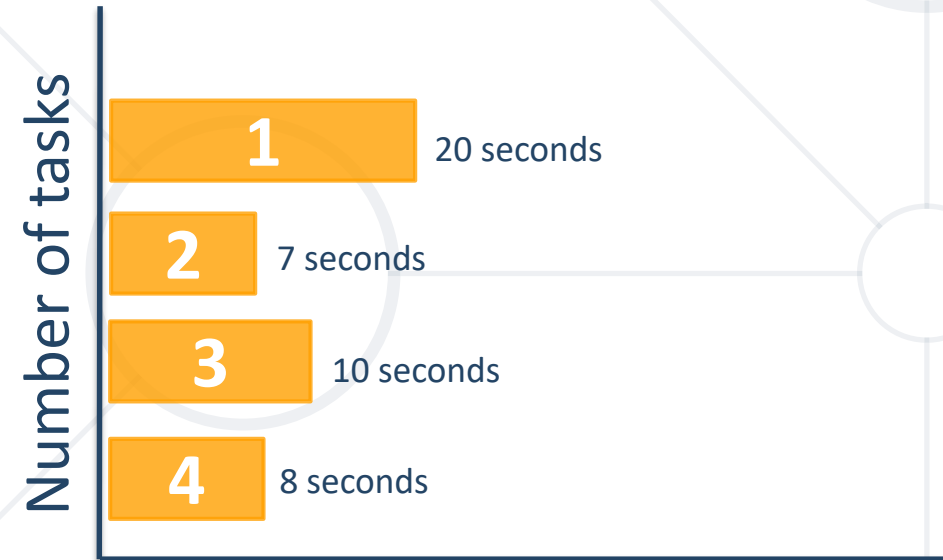 Number of tasks
1
20 seconds
2
7 seconds
3
10 seconds
4
8 seconds